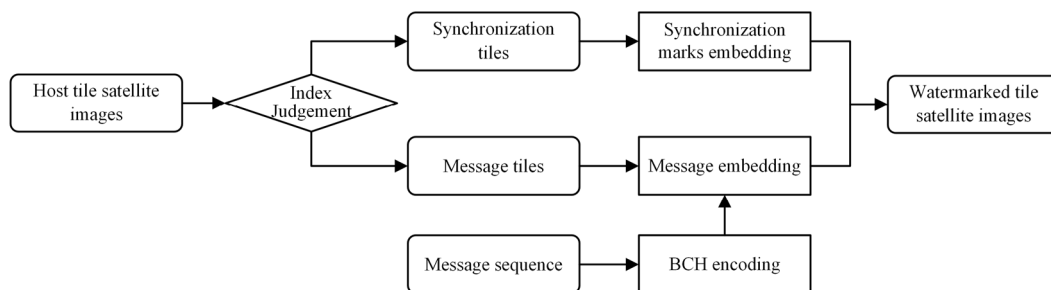 Synchronization
tiles
Synchronization
marks embedding
Host tile satellite
images
Index
Judgement
Watermarked tile
satellite images
Message tiles
Message embedding
Message sequence
BCH encoding